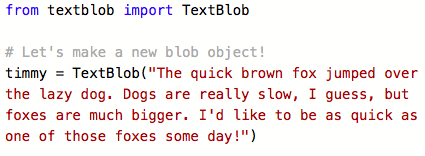 from textblob import TextBlob
# Let's make a new blob object!
timmy = TextBlob("The quick brown fox jumped over
the lazy dog. Dogs are really slow, I guess, but
foxes are much bigger. I'd like to be as quick as
one of those foxes some day!")